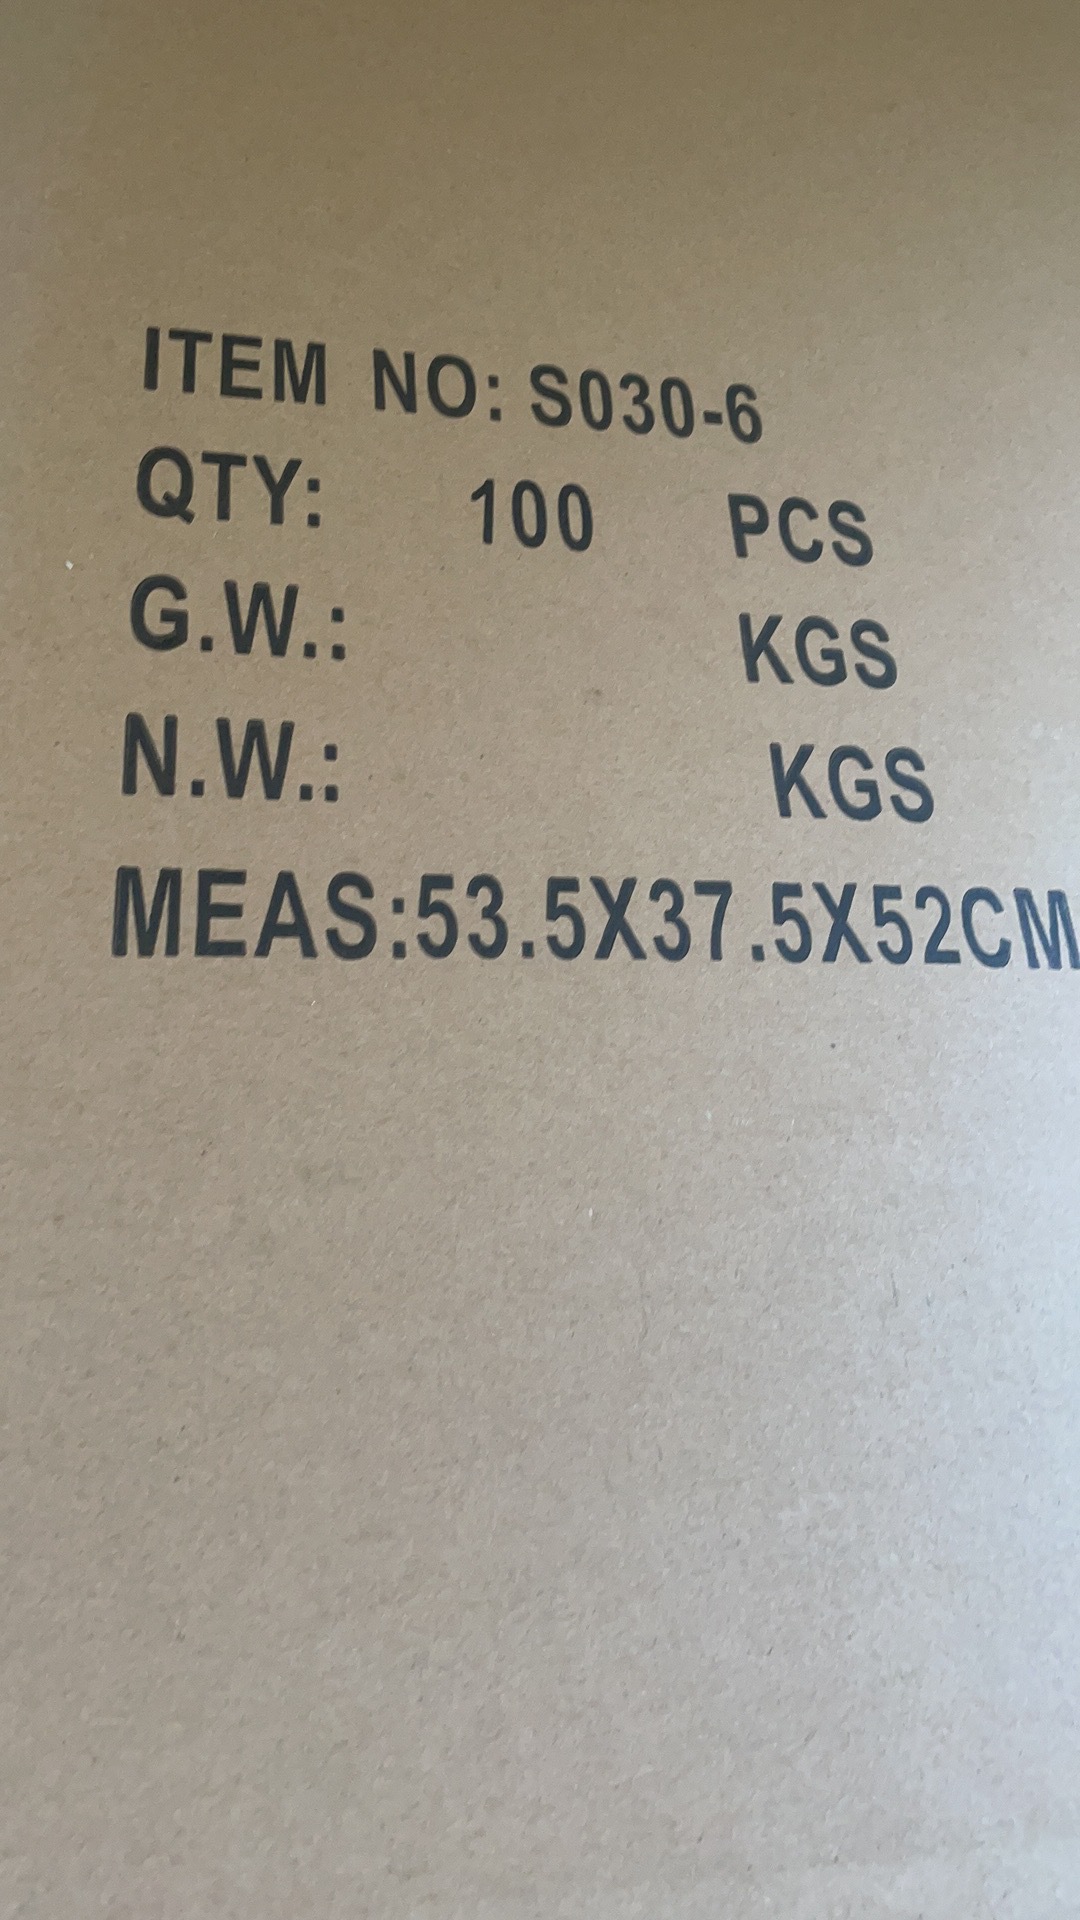 ITEM NO: S030-6
QTY: 100 PCS
G.W.: KGS
N.W.: KGS
MEAS:53.5X37.5X52CM